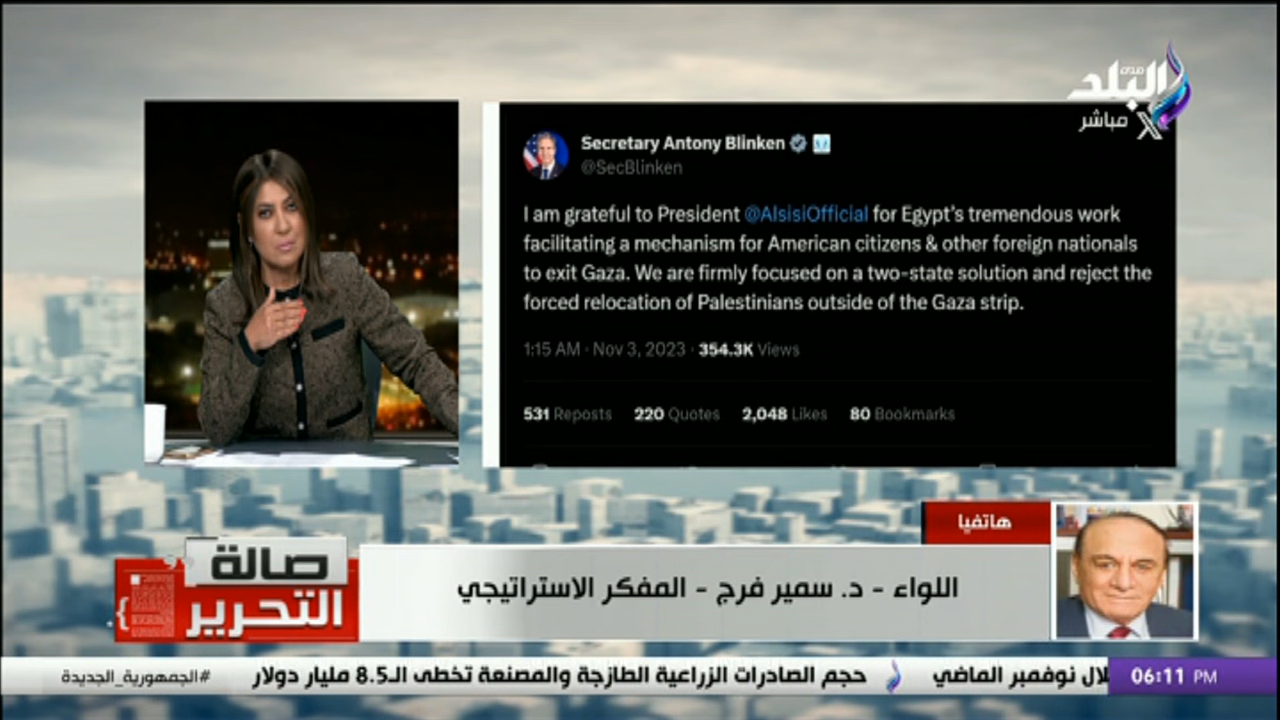 مدى
البلد
مباشر
Secretary Antony Blinken
@SecBlinken
I am grateful to President @AlsisiOfficial for Egypt's tremendous work
facilitating a mechanism for American citizens & other foreign nationals
to exit Gaza. We are firmly focused on a two-state solution and reject the
forced relocation of Palestinians outside of the Gaza strip.
1:15 AM · Nov 3, 2023 · 354.3K Views
531 Reposts 220 Quotes 2,048 Likes 80 Bookmarks
هاتفيا
اللواء - د. سمير فرج - المفكر الاستراتيجي
صالة
التحرير
06:11 PM
لال نوفمبر الماضي حجم الصادرات الزراعية الطازجة والمصنعة تخطى الـ8.5 مليار دولار
#الجمهورية_الجديدة